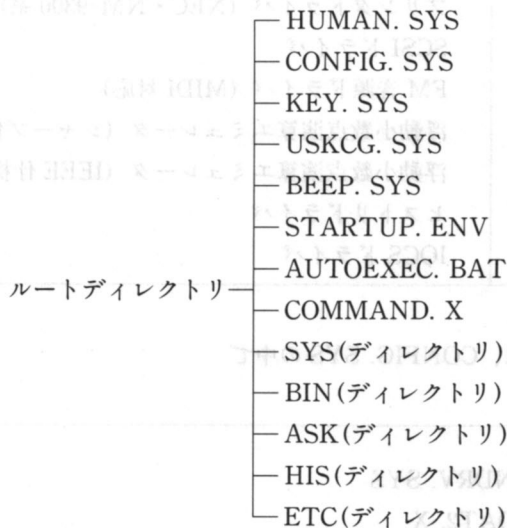 HUMAN. SYS
CONFIG. SYS
KEY. SYS
USKCG. SYS
BEEP. SYS
STARTUP. ENV
AUTOEXEC. BAT
ルートディレクトリ
COMMAND. X
SYS(ディレクトリ)
BIN(ディレクトリ)
ASK(ディレクトリ)
HIS(ディレクトリ)
ETC(ディレクトリ)